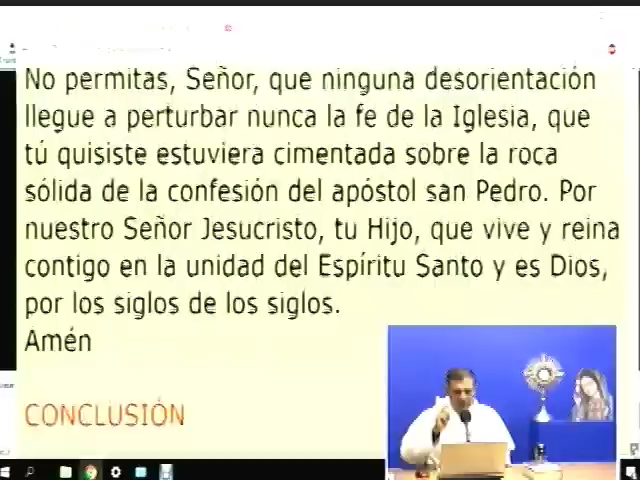 No permitas, Señor, que ninguna desorientación
llegue a perturbar nunca la fe de la Iglesia, que
tú quisiste estuviera cimentada sobre la roca
sólida de la confesión del apóstol san Pedro. Por
nuestro Señor Jesucristo, tu Hijo, que vive y reina
contigo en la unidad del Espíritu Santo y es Dios,
por los siglos de los siglos.
Amén
CONCLUSIÓN